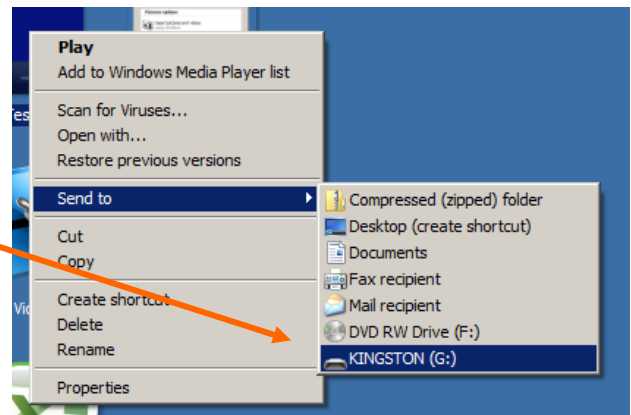 Play
Add to Windows Media Player list
Scan for Viruses...
Open with...
Restore previous versions
Send to
Cut
Copy
Create shortcut
Delete
Rename
Properties
Compressed (zipped) folder
Desktop (create shortcut)
Documents
Fax recipient
Mail recipient
DVD RW Drive (F:)
KINGSTON (G:)